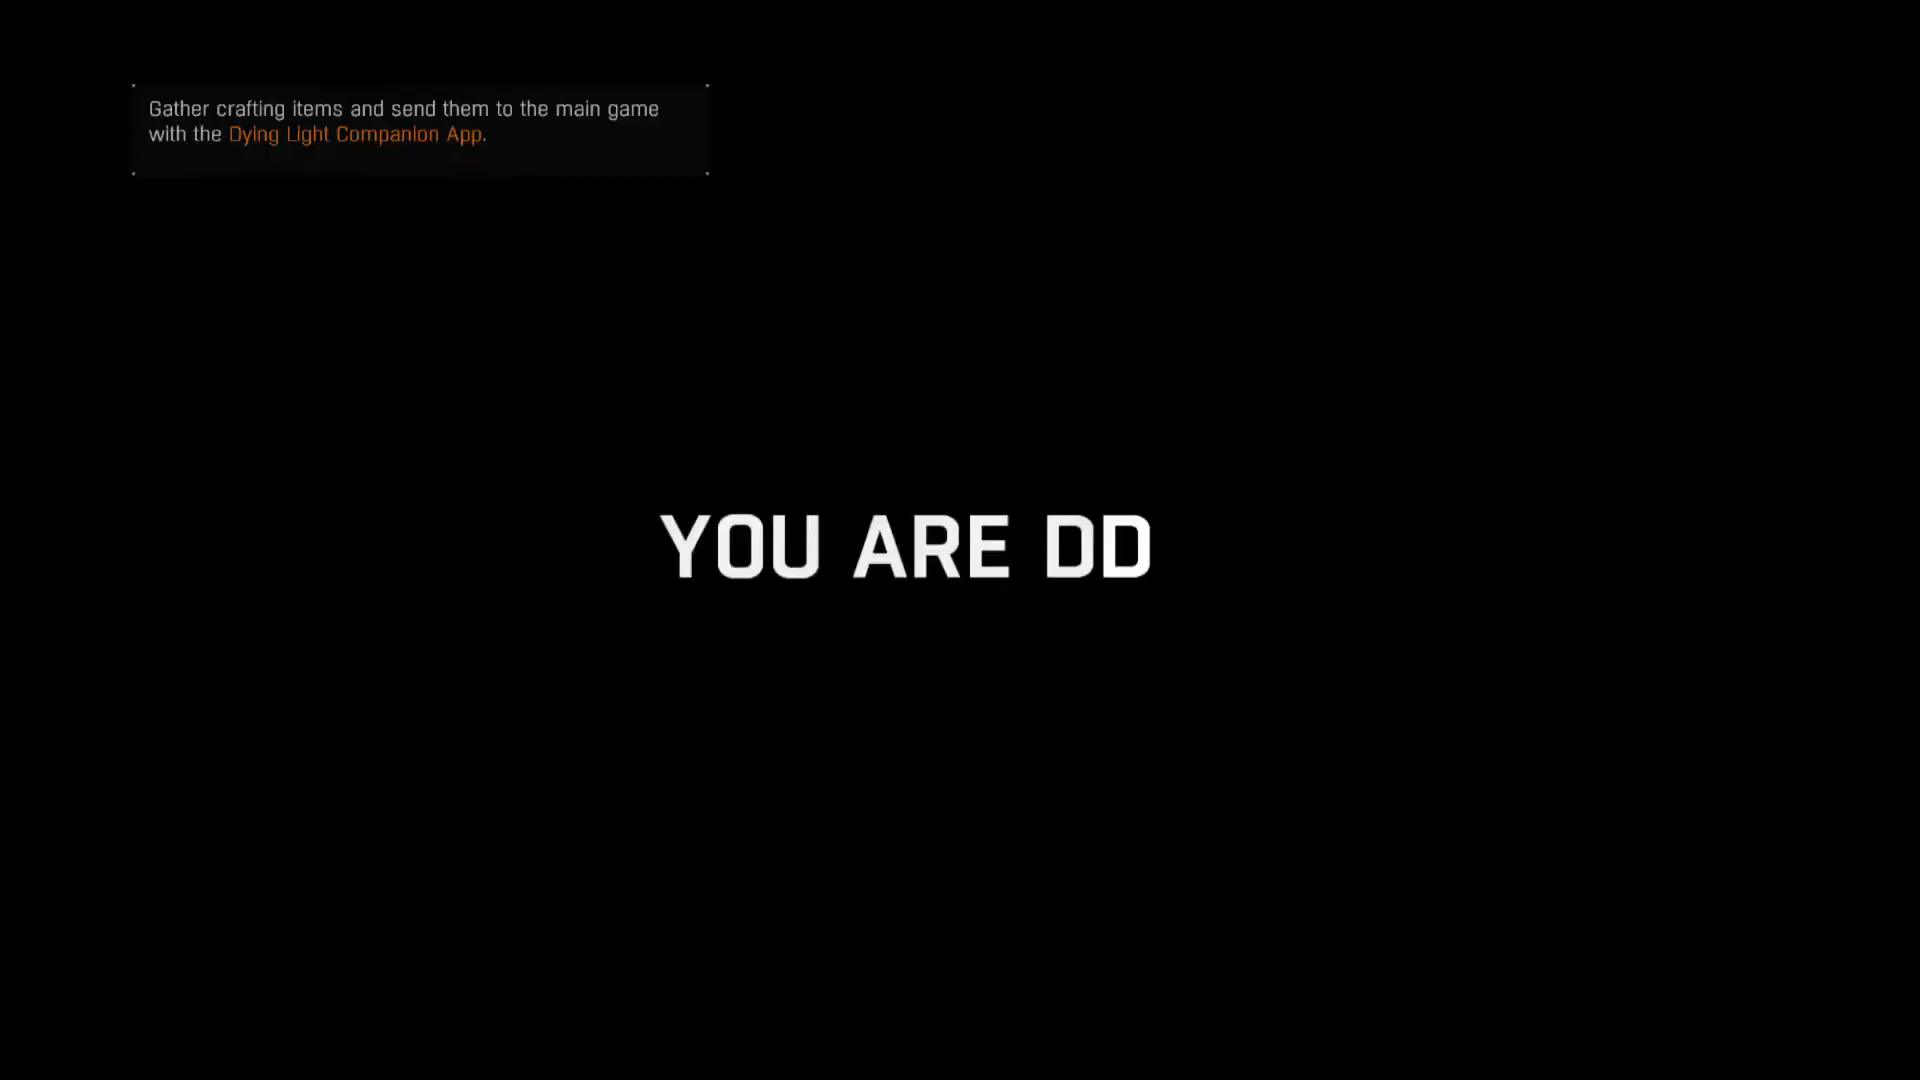 Gather crafting items and send them to the main game
with the Dying Light Companion App.
YOU ARE DD